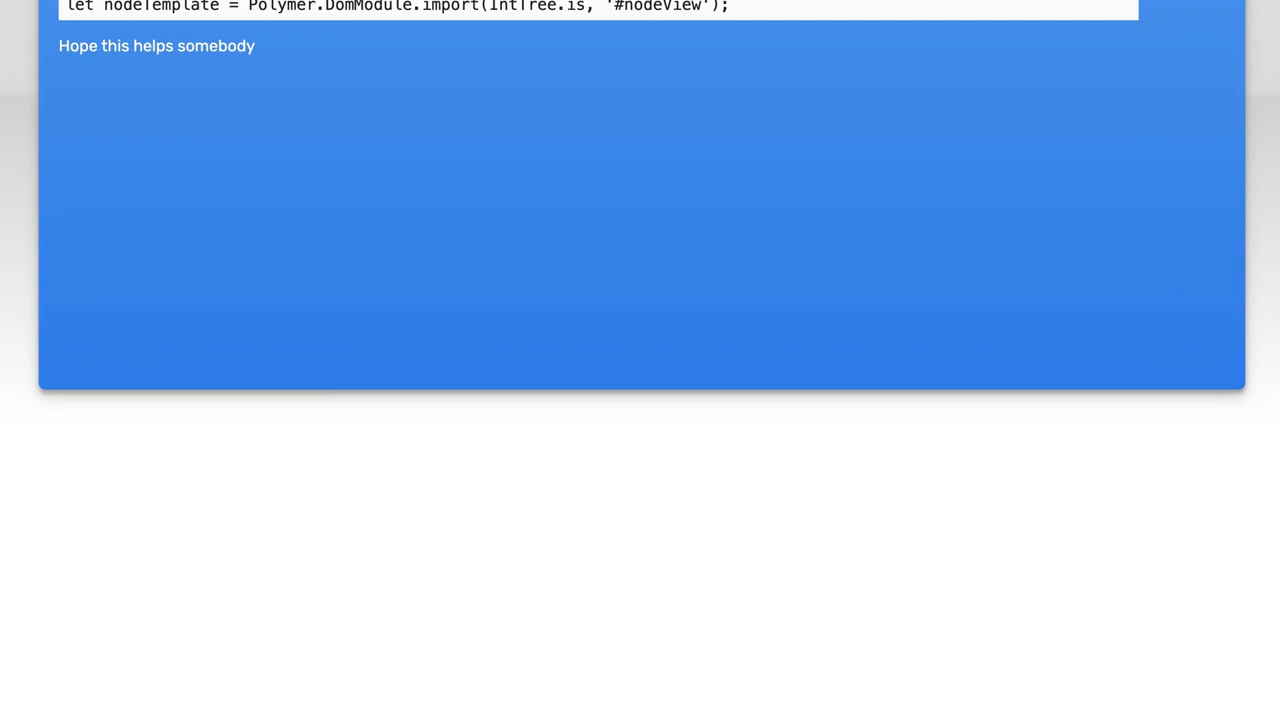 let nodeTemplate = Polymer.DomModule.import(IntTree.is, '#nodeView');
Hope this helps somebody